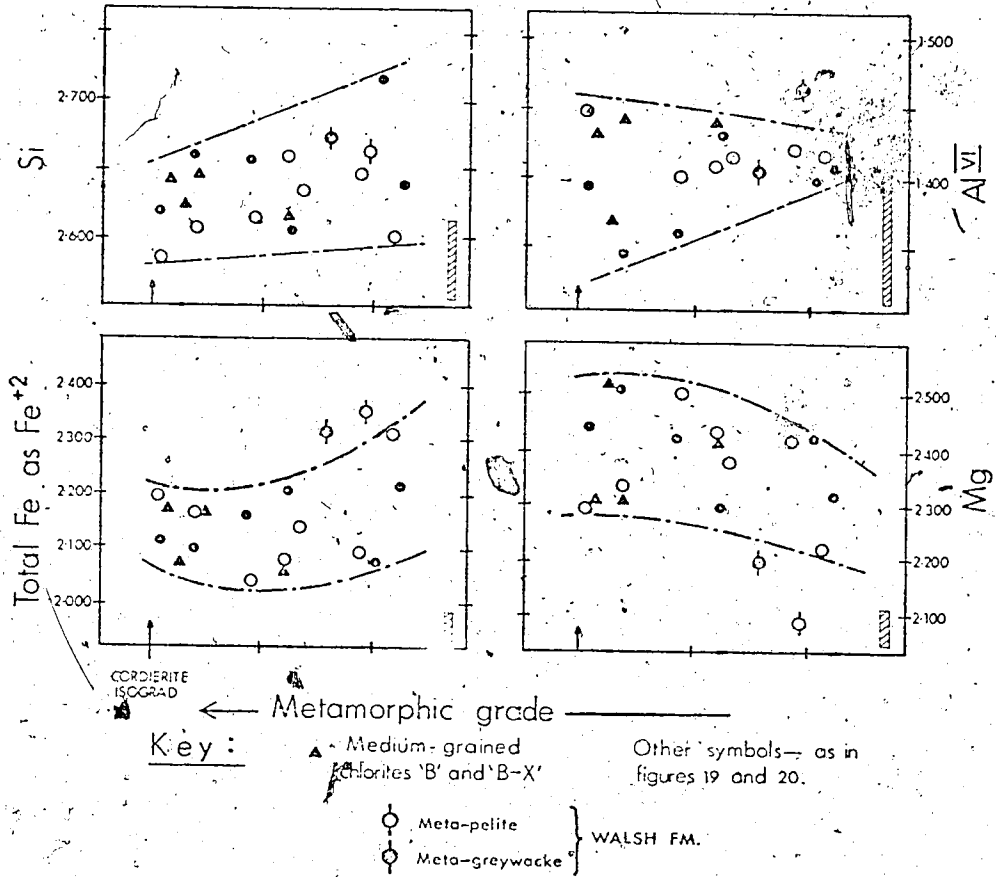 Si
2·700
2·600
1·500
1·400
Al VI
Total Fe as Fe+2
2·400
2·300
2·200
2·100
2·000
2·500
2·400
2·300
2·200
2·100
Mg
CORDIERITE
ISOGRAD
← Metamorphic grade
Key:
Medium-grained
chlorites 'B' and 'B-X'
Other symbols— as in
figures 19 and 20.
Meta-pelite
Meta-greywacke
WALSH FM.